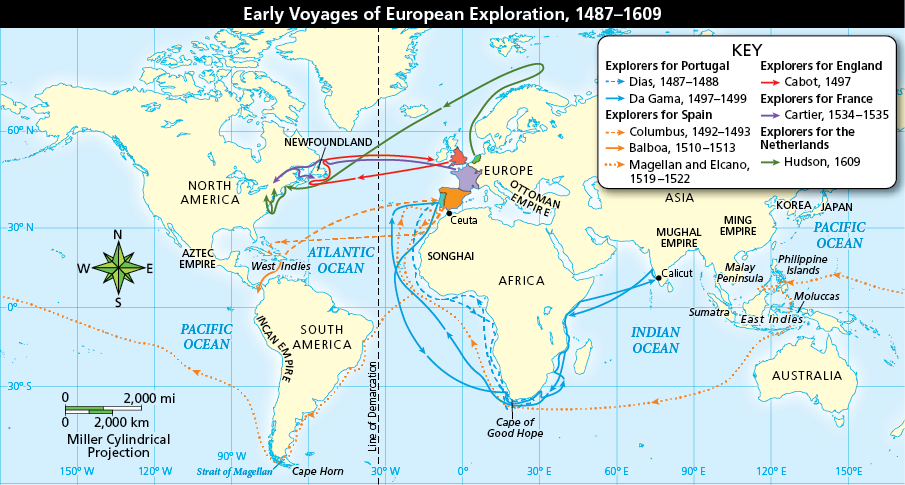 Early Voyages of European Exploration, 1487–1609
KEY
Explorers for Portugal
Dias, 1487–1488
Da Gama, 1497–1499
Explorers for Spain
Columbus, 1492–1493
Balboa, 1510–1513
Magellan and Elcano,
1519–1522
Explorers for England
Cabot, 1497
Explorers for France
Cartier, 1534–1535
Explorers for the
Netherlands
Hudson, 1609
60° N
NEWFOUNDLAND
NORTH
AMERICA
EUROPE
OTTOMAN
EMPIRE
ASIA
KOREA
JAPAN
Ceuta
30° N
N
W
E
S
AZTEC
EMPIRE
West Indies
ATLANTIC
OCEAN
SONGHAI
AFRICA
MUGHAL
EMPIRE
MING
EMPIRE
PACIFIC
OCEAN
Calicut
Malay
Peninsula
Philippine
Islands
Moluccas
Sumatra
East Indies
0°
0°
PACIFIC
OCEAN
INCAN EMPIRE
SOUTH
AMERICA
INDIAN
OCEAN
AUSTRALIA
30° S
Line of Demarcation
0
2,000 mi
0
2,000 km
Miller Cylindrical
Projection
Cape of
Good Hope
Strait of Magellan
Cape Horn
150° W
120° W
90° W
30° W
0°
30° E
60° E
90° E
120° E
150° E